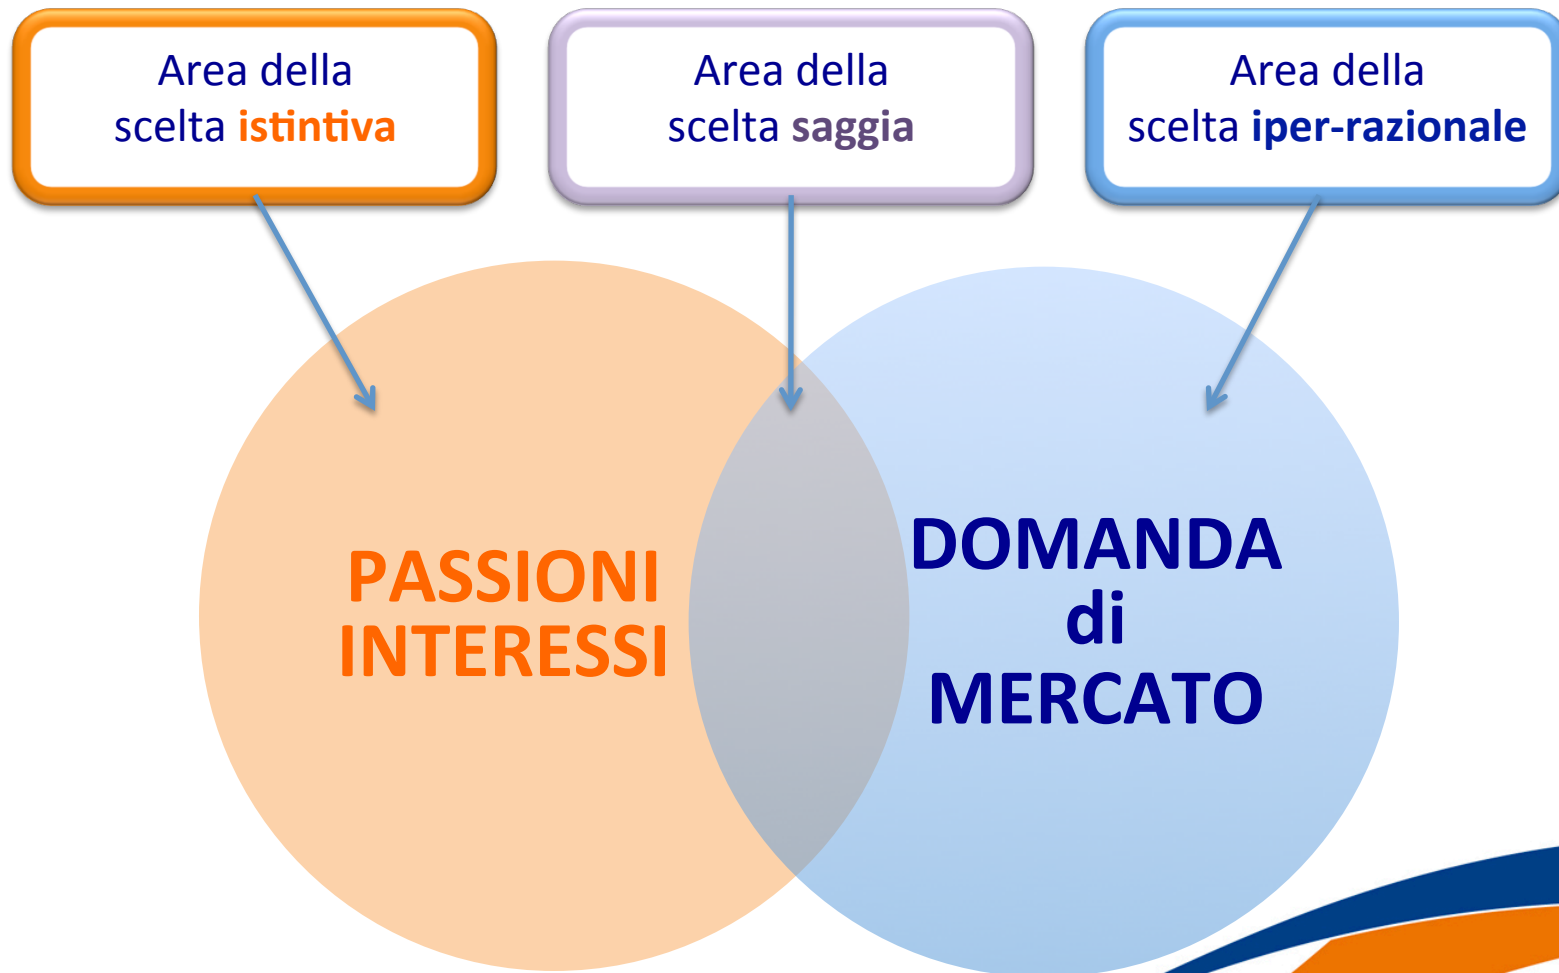 Area della
scelta istintiva
Area della
scelta saggia
Area della
scelta iper-razionale
PASSIONI
INTERESSI
DOMANDA
di
MERCATO